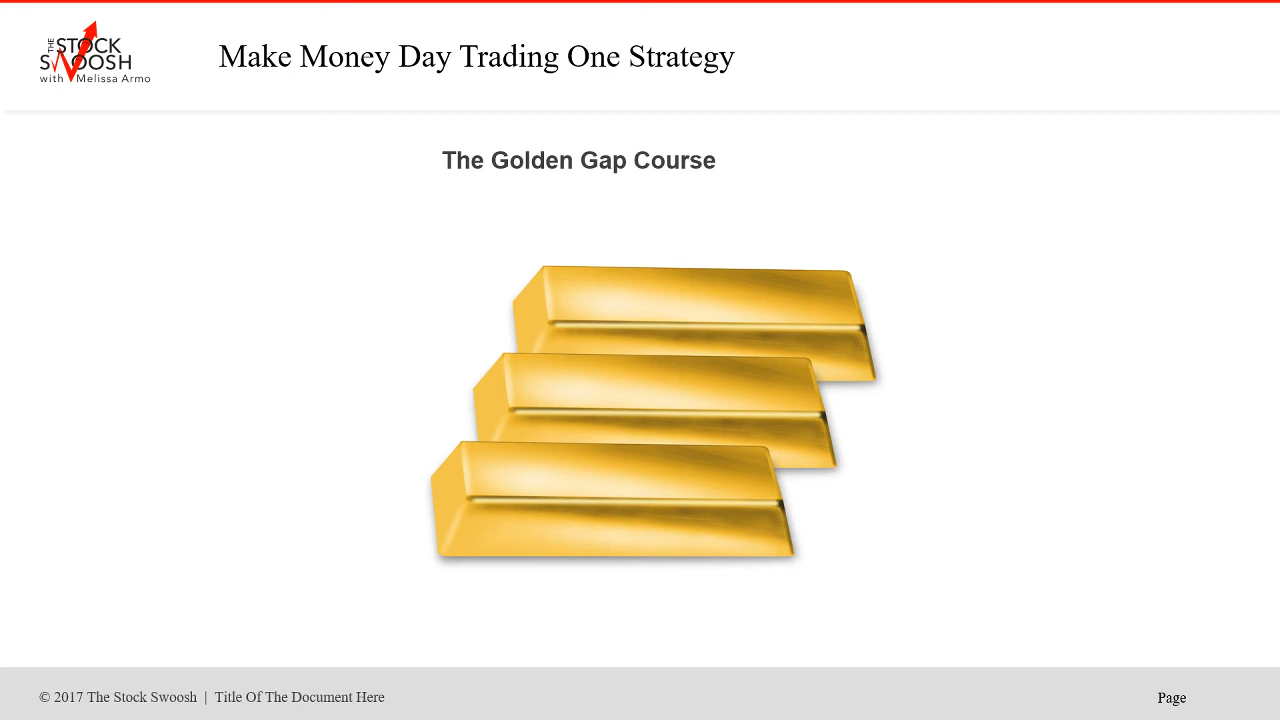 THE STOCK
SWOOSH
with Melissa Armo
Make Money Day Trading One Strategy
The Golden Gap Course
© 2017 The Stock Swoosh | Title Of The Document Here
Page